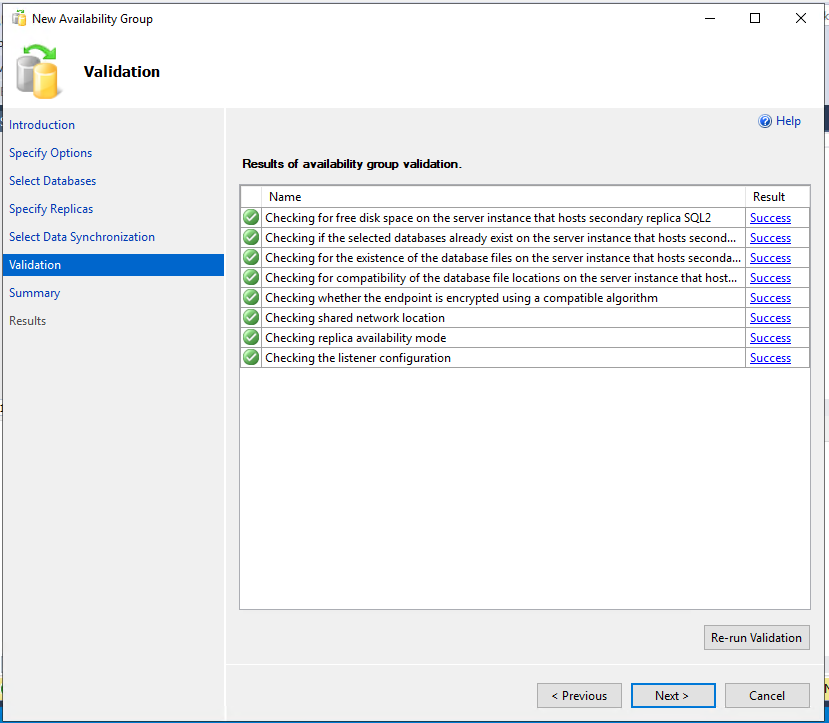 New Availability Group
Validation
Introduction
Specify Options
Select Databases
Specify Replicas
Select Data Synchronization
Validation
Summary
Results
Help
Results of availability group validation.
Name Result
Checking for free disk space on the server instance that hosts secondary replica SQL2 Success
Checking if the selected databases already exist on the server instance that hosts second... Success
Checking for the existence of the database files on the server instance that hosts seconda... Success
Checking for compatibility of the database file locations on the server instance that host... Success
Checking whether the endpoint is encrypted using a compatible algorithm Success
Checking shared network location Success
Checking replica availability mode Success
Checking the listener configuration Success
Re-run Validation
< Previous Next > Cancel